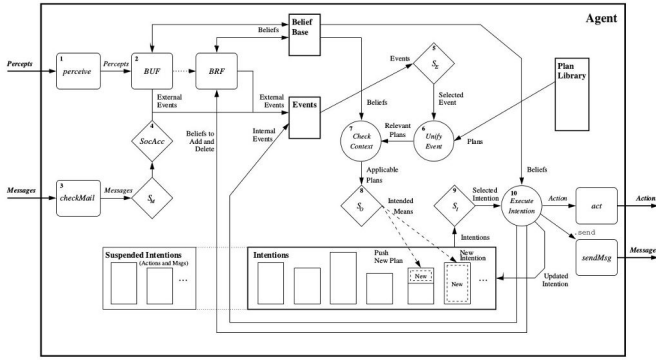 Agent
Belief
Base
Beliefs
Percepts
1
perceive
Percepts
2
BUF
BRF
5
S_E
Events
Plan
Library
External
Events
External
Events
Events
Selected
Event
4
SocAcc
Beliefs to
Add and
Delete
Internal
Events
Beliefs
7
Check
Context
Relevant
Plans
6
Unify
Event
Plans
Messages
3
checkMail
Messages
S_M
Applicable
Plans
8
S_O
Intended
Means
9
S_I
Selected
Intention
Beliefs
10
Execute
Intention
Action
act
Action
.send
sendMsg
Message
Intentions
Suspended Intentions
(Actions and Msgs)
...
Intentions
Push
New Plan
New
New
Intention
New
...
Updated
Intention